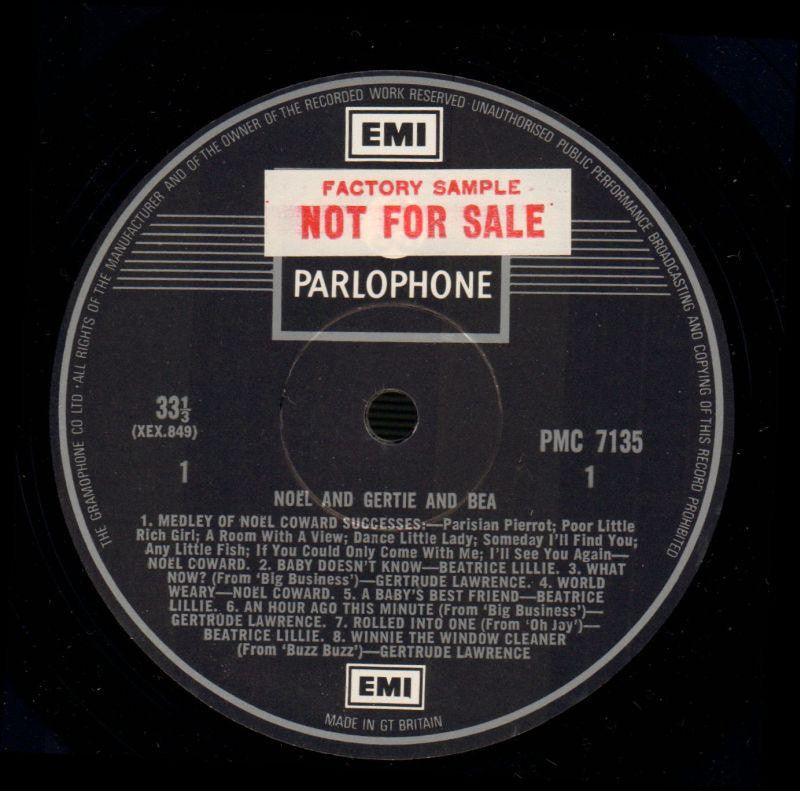 THE GRAMOPHONE CO LTD · ALL RIGHTS OF THE MANUFACTURER AND OF THE OWNER OF THE RECORDED WORK RESERVED · UNAUTHORISED PUBLIC PERFORMANCE BROADCASTING AND COPYING OF THIS RECORD PROHIBITED
EMI
FACTORY SAMPLE
NOT FOR SALE
PARLOPHONE
33⅓
(XEX.849)
1
PMC 7135
1
NOËL AND GERTIE AND BEA
1. MEDLEY OF NOËL COWARD SUCCESSES:—Parisian Pierrot; Poor Little
Rich Girl; A Room With A View; Dance Little Lady; Someday I'll Find You;
Any Little Fish; If You Could Only Come With Me; I'll See You Again—
NOËL COWARD. 2. BABY DOESN'T KNOW—BEATRICE LILLIE. 3. WHAT
NOW? (From 'Big Business')—GERTRUDE LAWRENCE. 4. WORLD
WEARY—NOËL COWARD. 5. A BABY'S BEST FRIEND—BEATRICE
LILLIE. 6. AN HOUR AGO THIS MINUTE (From 'Big Business')—
GERTRUDE LAWRENCE. 7. ROLLED INTO ONE (From 'Oh Joy')—
BEATRICE LILLIE. 8. WINNIE THE WINDOW CLEANER
(From 'Buzz Buzz')—GERTRUDE LAWRENCE
EMI
MADE IN GT BRITAIN